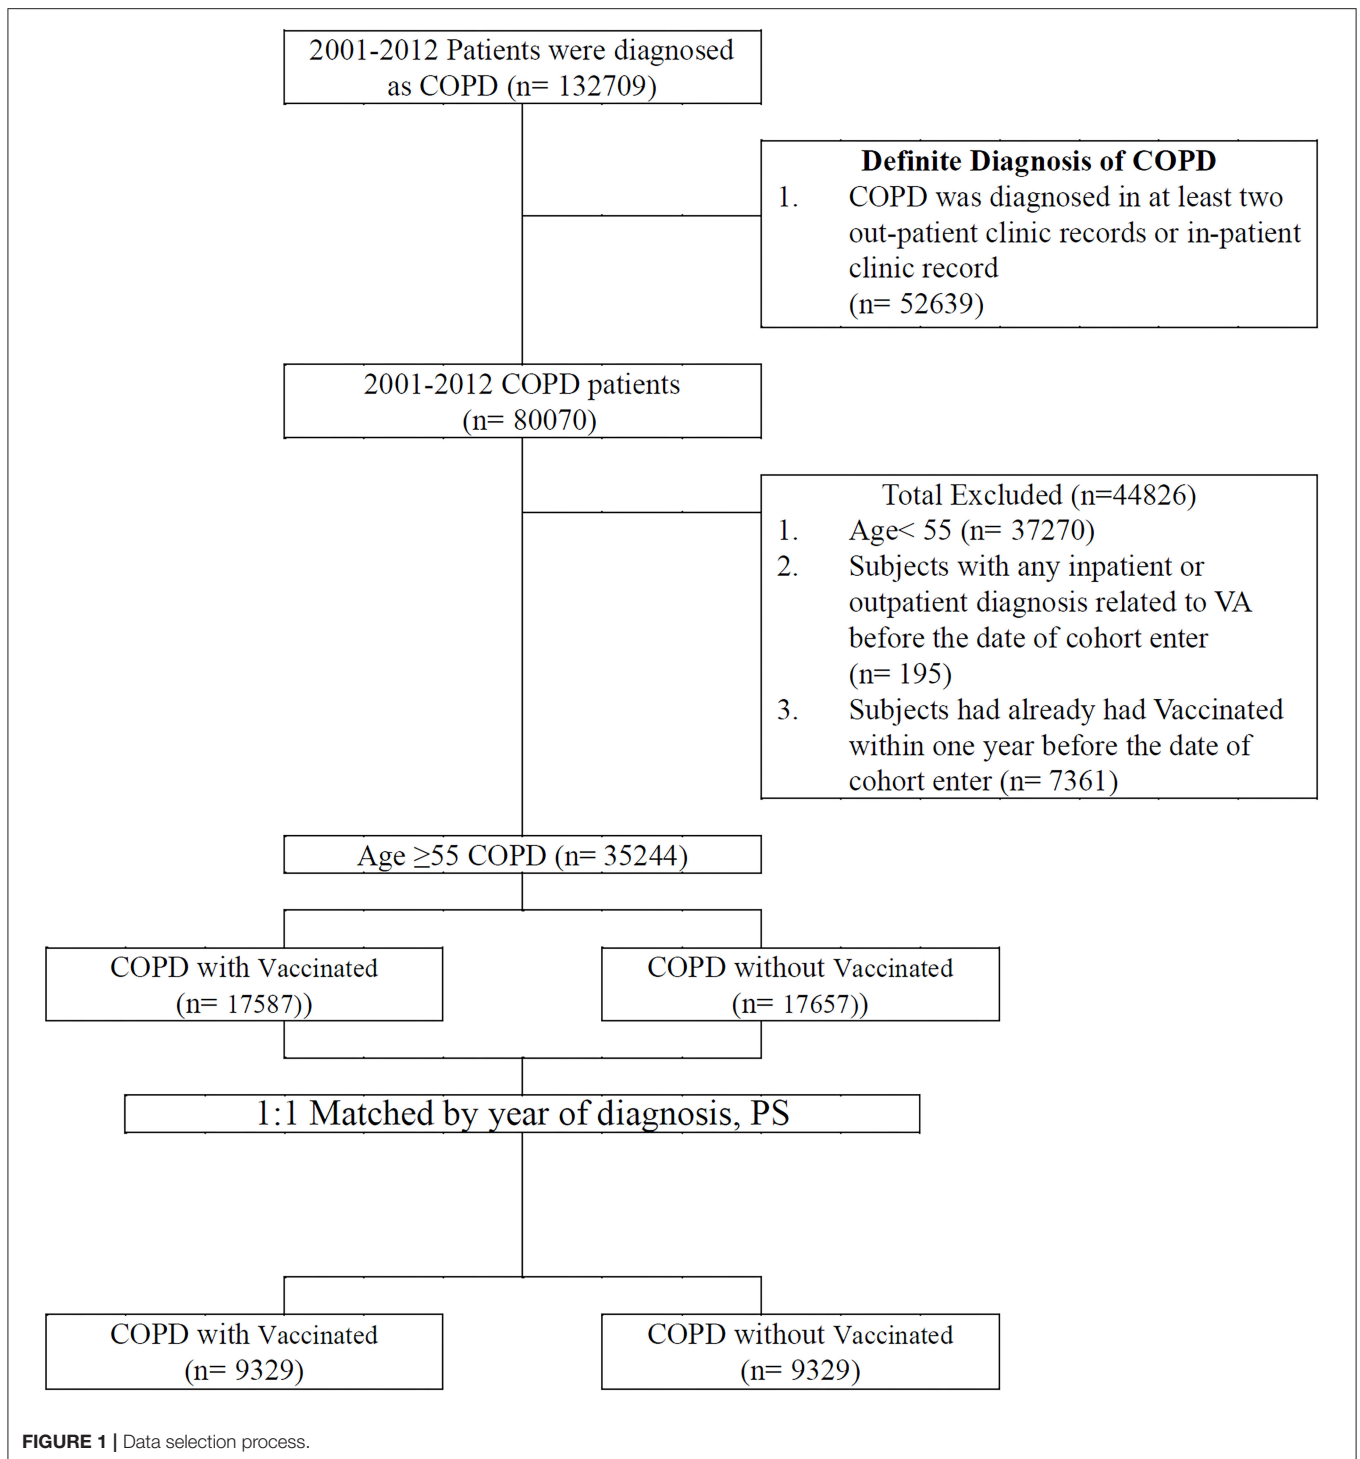 2001-2012 Patients were diagnosed
as COPD (n= 132709)
Definite Diagnosis of COPD
1. COPD was diagnosed in at least two
out-patient clinic records or in-patient
clinic record
(n= 52639)
2001-2012 COPD patients
(n= 80070)
Total Excluded (n=44826)
1. Age< 55 (n= 37270)
2. Subjects with any inpatient or
outpatient diagnosis related to VA
before the date of cohort enter
(n= 195)
3. Subjects had already had Vaccinated
within one year before the date of
cohort enter (n= 7361)
Age ≥55 COPD (n= 35244)
COPD with Vaccinated
(n= 17587))
COPD without Vaccinated
(n= 17657))
1:1 Matched by year of diagnosis, PS
COPD with Vaccinated
(n= 9329)
COPD without Vaccinated
(n= 9329)
FIGURE 1 | Data selection process.